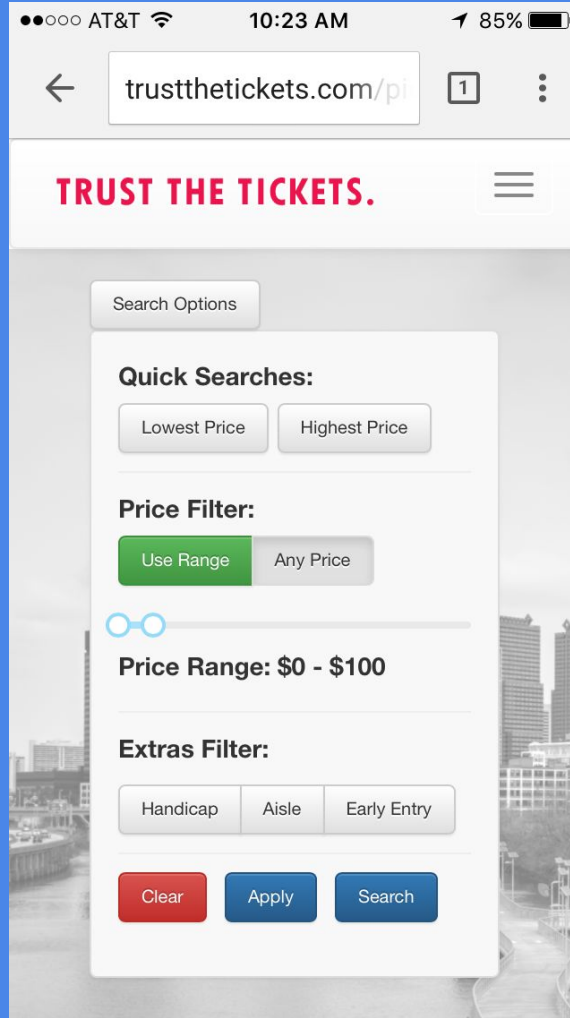 AT&T 10:23 AM 85%
trustthetickets.com/pi 1
TRUST THE TICKETS.
Search Options
Quick Searches:
Lowest Price Highest Price
Price Filter:
Use Range Any Price
Price Range: $0 - $100
Extras Filter:
Handicap Aisle Early Entry
Clear Apply Search